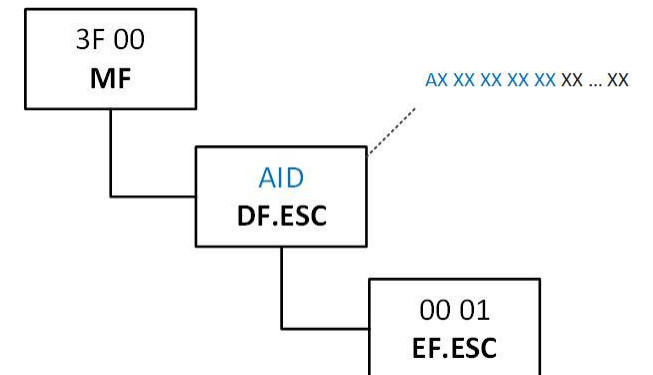 3F 00
MF
AX XX XX XX XX XX ... XX
AID
DF.ESC
00 01
EF.ESC